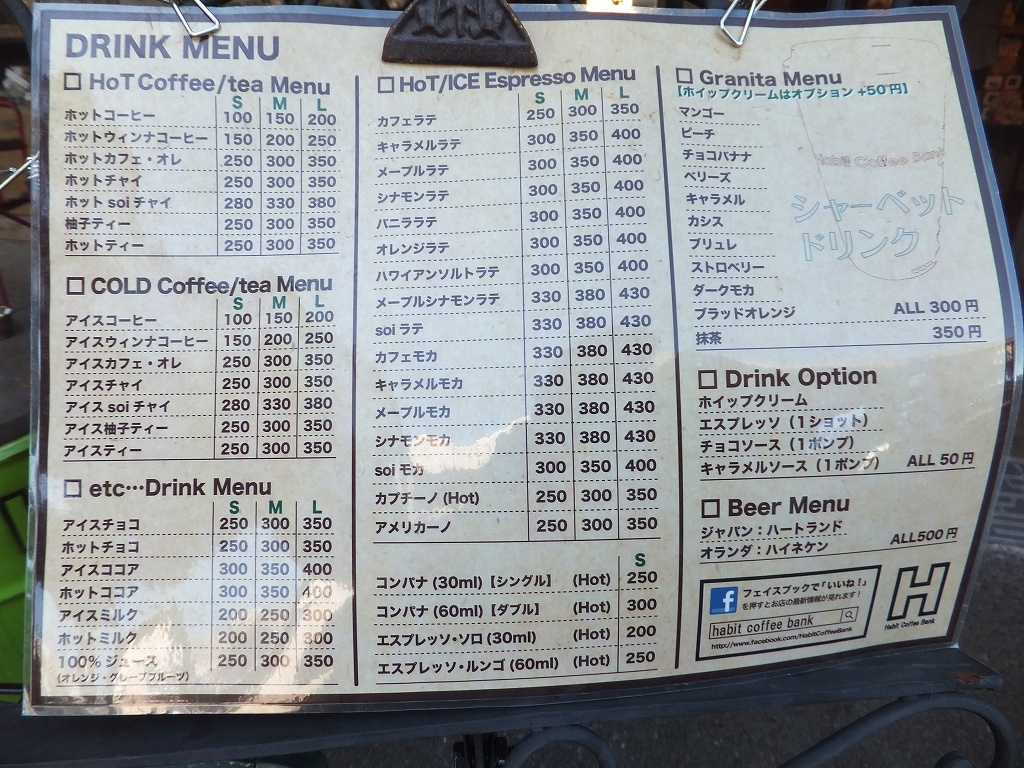 DRINK MENU
□ HoT Coffee/tea Menu
S M L
ホットコーヒー 100 150 200
ホットウィンナコーヒー 150 200 250
ホットカフェ・オレ 250 300 350
ホットチャイ 250 300 350
ホット soi チャイ 280 330 380
柚子ティー 250 300 350
ホットティー 250 300 350
□ COLD Coffee/tea Menu
S M L
アイスコーヒー 100 150 200
アイスウィンナコーヒー 150 200 250
アイスカフェ・オレ 250 300 350
アイスチャイ 250 300 350
アイス soi チャイ 280 330 380
アイス柚子ティー 250 300 350
アイスティー 250 300 350
□ etc…Drink Menu
S M L
アイスチョコ 250 300 350
ホットチョコ 250 300 350
アイスココア 300 350 400
ホットココア 300 350 400
アイスミルク 200 250 300
ホットミルク 200 250 300
100% ジュース 250 300 350
(オレンジ・グレープフルーツ)
□ HoT/ICE Espresso Menu
S M L
カフェラテ 250 300 350
キャラメルラテ 300 350 400
メープルラテ 300 350 400
シナモンラテ 300 350 400
バニララテ 300 350 400
オレンジラテ 300 350 400
ハワイアンソルトラテ 300 350 400
メープルシナモンラテ 330 380 430
soi ラテ 330 380 430
カフェモカ 330 380 430
キャラメルモカ 330 380 430
メープルモカ 330 380 430
シナモンモカ 330 380 430
soi モカ 300 350 400
カプチーノ (Hot) 250 300 350
アメリカーノ 250 300 350
S
コンパナ (30ml)【シングル】 (Hot) 250
コンパナ (60ml)【ダブル】 (Hot) 300
エスプレッソ・ソロ (30ml) (Hot) 200
エスプレッソ・ルンゴ (60ml) (Hot) 250
□ Granita Menu
【ホイップクリームはオプション +50 円】
マンゴー
ピーチ
チョコバナナ
ベリーズ
キャラメル
カシス
ブリュレ
ストロベリー
ダークモカ
ブラッドオレンジ ALL 300 円
抹茶 350 円
Habit Coffee Bank
シャーベット
ドリンク
□ Drink Option
ホイップクリーム
エスプレッソ（1 ショット）
チョコソース（1 ポンプ）
キャラメルソース（1 ポンプ） ALL 50 円
□ Beer Menu
ジャパン：ハートランド
オランダ：ハイネケン ALL500 円
f フェイスブックで「いいね！」
を押すとお店の最新情報が見れます！
habit coffee bank
http://www.facebook.com/HabitCoffeeBank
H
Habit Coffee Bank